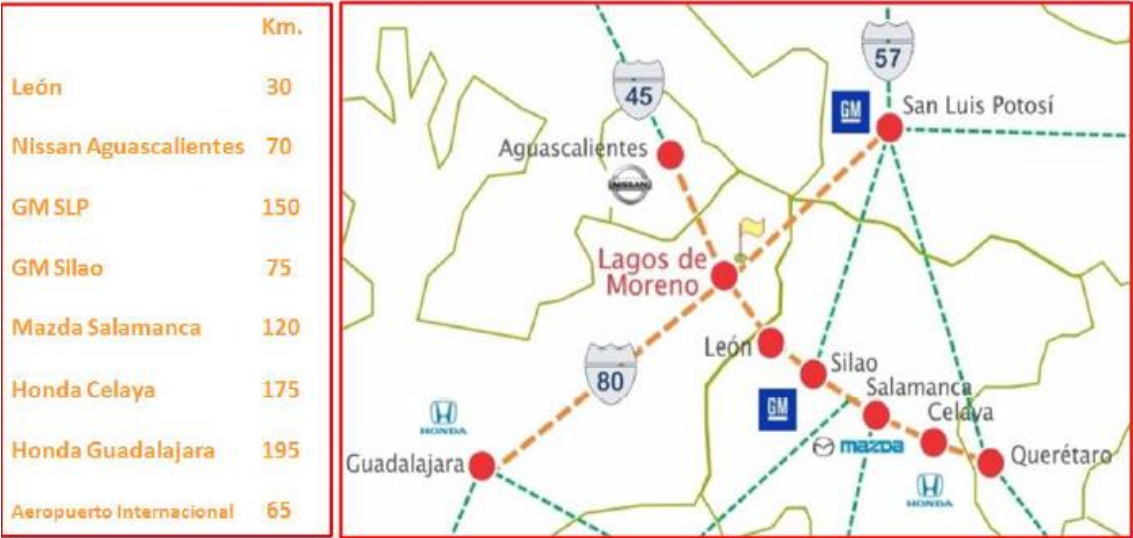 Km.
León 30
Nissan Aguascalientes 70
GM SLP 150
GM Silao 75
Mazda Salamanca 120
Honda Celaya 175
Honda Guadalajara 195
Aeropuerto Internacional 65
57
45
GM
San Luis Potosí
Aguascalientes
NISSAN
Lagos de
Moreno
León
Silao
80
Salamanca
GM
Celaya
HONDA
mazda
Guadalajara
Querétaro
HONDA